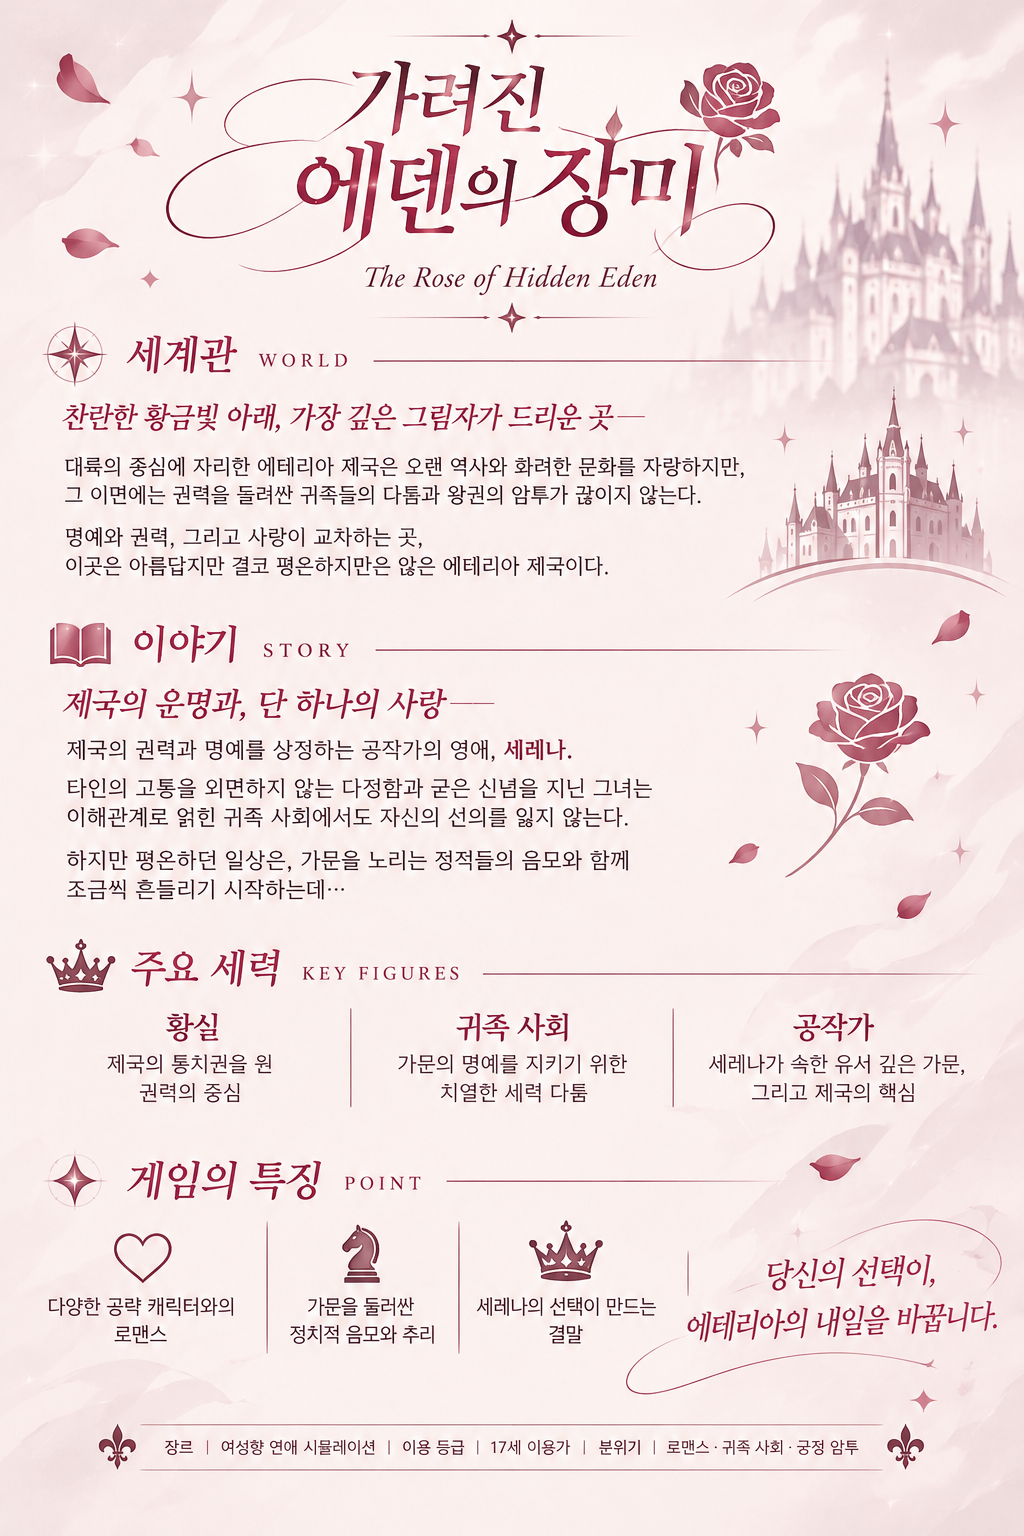 가려진
에덴의 장미
The Rose of Hidden Eden
세계관 WORLD
찬란한 황금빛 아래, 가장 깊은 그림자가 드리운 곳—
대륙의 종심에 자리한 에테리아 제국은 오랜 역사와 화려한 문화를 자랑하지만,
그 이면에는 권력을 둘려싼 귀족들의 다툼과 왕권의 암투가 끊이지 않는다.
명예와 권력, 그리고 사랑이 교차하는 곳,
이곳은 아름답지만 결코 평온하지만은 않은 에테리아 제국이다.
이야기 STORY
제국의 운명과, 단 하나의 사랑—
제국의 권력과 명예를 상정하는 공작가의 영애, 세레나.
타인의 고통을 외면하지 않는 다정함과 굳은 신념을 지닌 그녀는
이해관계로 얽힌 귀족 사회에서도 자신의 선의를 잃지 않는다.
하지만 평온하던 일상은, 가문을 노리는 정적들의 음모와 함께
조금씩 흔들리기 시작하는데…
주요 세력 KEY FIGURES
황실
제국의 통치권을 원
권력의 중심
귀족 사회
가문의 명예를 지키기 위한
치열한 세력 다툼
공작가
세레나가 속한 유서 깊은 가문,
그리고 제국의 핵심
게임의 특징 POINT
다양한 공략 캐릭터와의
로맨스
가문을 둘러싼
정치적 음모와 추리
세레나의 선택이 만드는
결말
당신의 선택이,
에테리아의 내일을 바꿉니다.
장르 | 여성향 연애 시뮬레이션 | 이용 등급 | 17세 이용가 | 분위기 | 로맨스 · 귀족 사회 · 궁정 암투